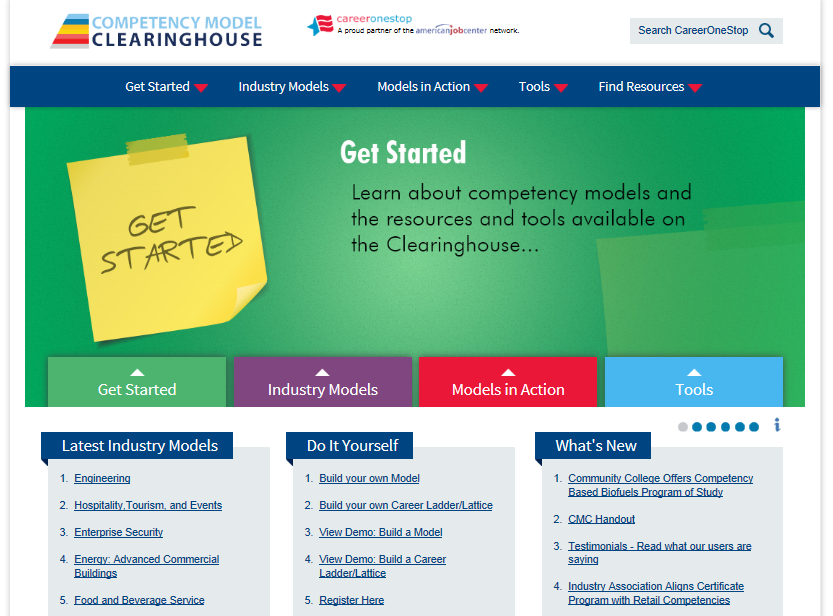 COMPETENCY MODEL
CLEARINGHOUSE
careeronestop
A proud partner of the americanjobcenter network.
Search CareerOneStop
Get Started
Industry Models
Models in Action
Tools
Find Resources
GET
STARTED
Get Started
Learn about competency models and
the resources and tools available on
the Clearinghouse...
Get Started
Industry Models
Models in Action
Tools
i
Latest Industry Models
1. Engineering
2. Hospitality,Tourism, and Events
3. Enterprise Security
4. Energy: Advanced Commercial
Buildings
5. Food and Beverage Service
Do It Yourself
1. Build your own Model
2. Build your own Career Ladder/Lattice
3. View Demo: Build a Model
4. View Demo: Build a Career
Ladder/Lattice
5. Register Here
What's New
1. Community College Offers Competency
Based Biofuels Program of Study
2. CMC Handout
3. Testimonials - Read what our users are
saying
4. Industry Association Aligns Certificate
Program with Retail Competencies